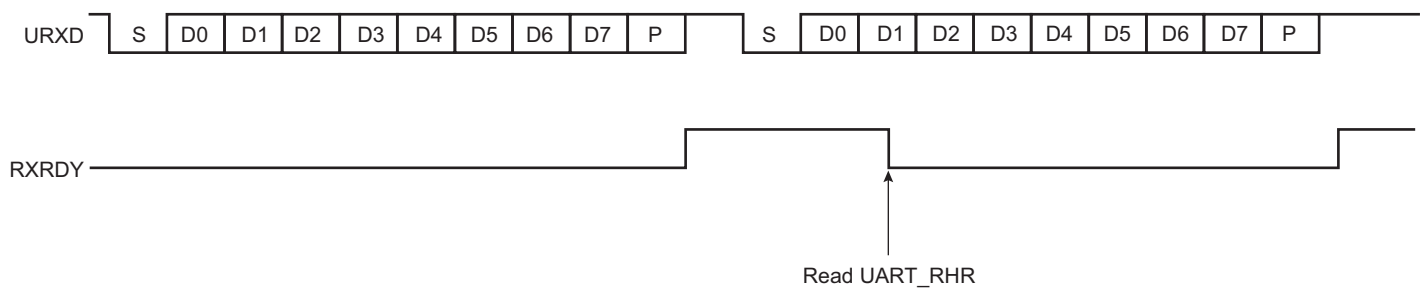 URXD S D0 D1 D2 D3 D4 D5 D6 D7 P S D0 D1 D2 D3 D4 D5 D6 D7 P
RXRDY
Read UART_RHR